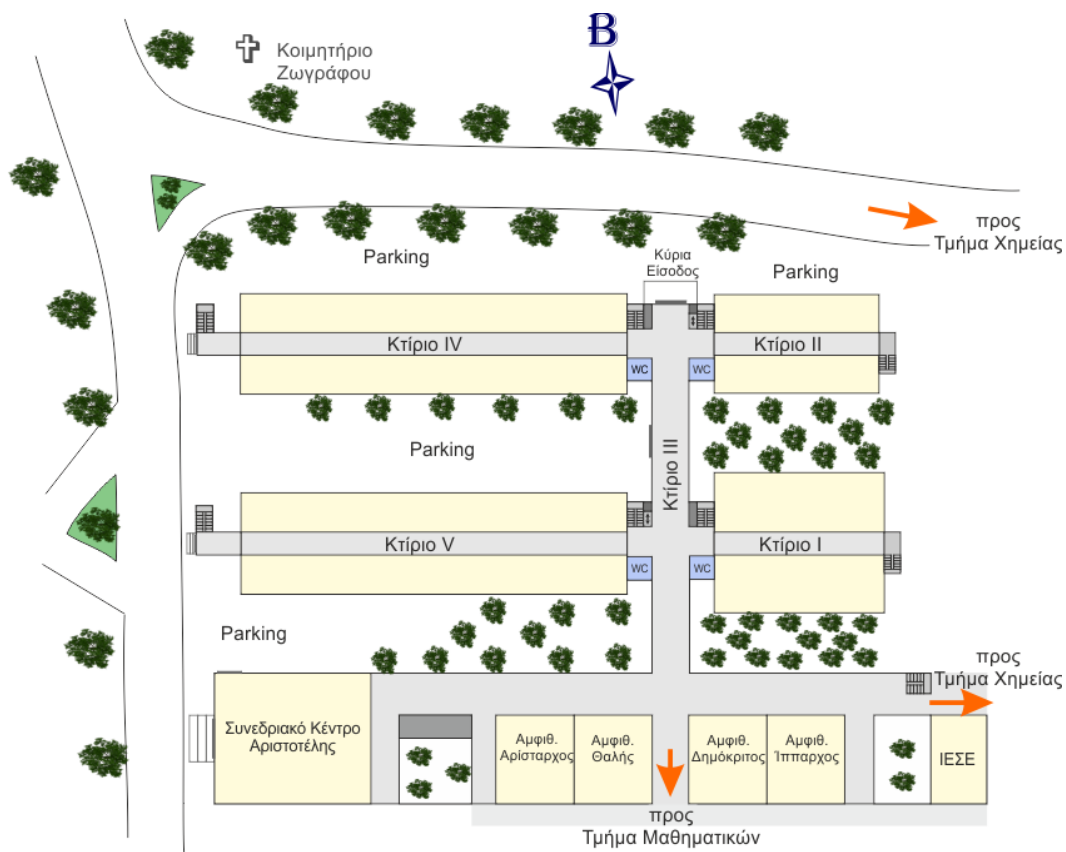 Β
Κοιμητήριο
Ζωγράφου
προς
Τμήμα Χημείας
Parking
Κύρια
Είσοδος
Parking
Κτίριο IV
Κτίριο II
WC
WC
Parking
Κτίριο III
Κτίριο V
Κτίριο I
WC
WC
Parking
προς
Τμήμα Χημείας
Συνεδριακό Κέντρο
Αριστοτέλης
Αμφιθ.
Αρίσταρχος
Αμφιθ.
Θαλής
Αμφιθ.
Δημόκριτος
Αμφιθ.
Ίππαρχος
ΙΕΣΕ
προς
Τμήμα Μαθηματικών